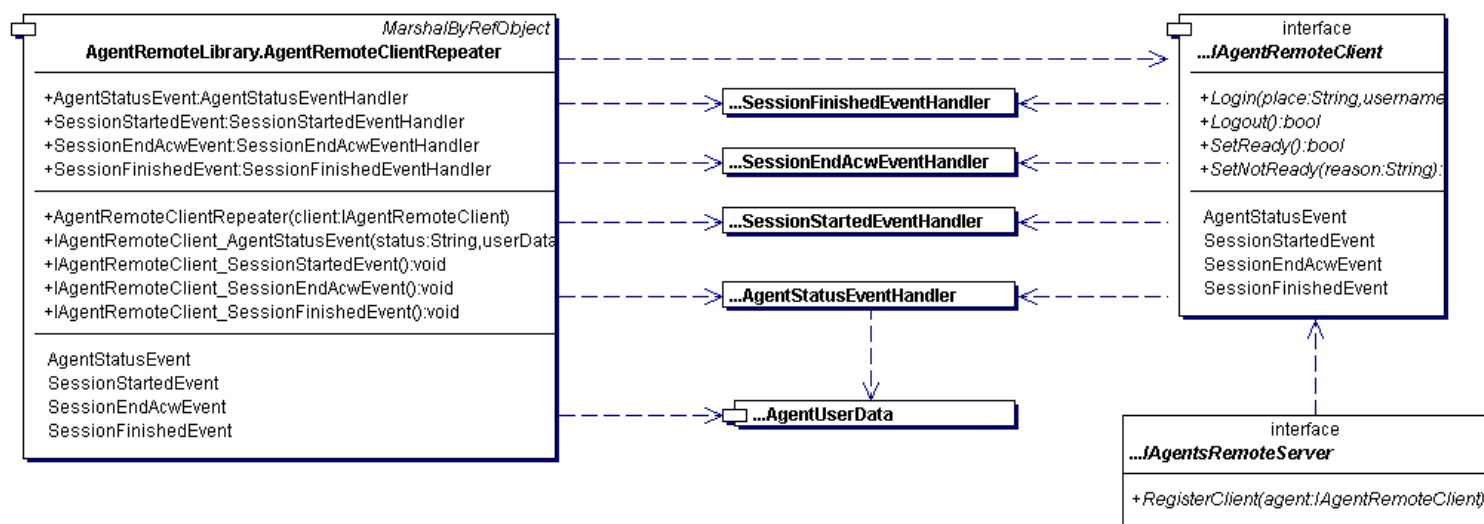 MarshalByRefObject
AgentRemoteLibrary.AgentRemoteClientRepeater
+AgentStatusEvent:AgentStatusEventHandler
+SessionStartedEvent:SessionStartedEventHandler
+SessionEndAcwEvent:SessionEndAcwEventHandler
+SessionFinishedEvent:SessionFinishedEventHandler
+AgentRemoteClientRepeater(client:IAgentRemoteClient)
+IAgentRemoteClient_AgentStatusEvent(status:String,userData
+IAgentRemoteClient_SessionStartedEvent():void
+IAgentRemoteClient_SessionEndAcwEvent():void
+IAgentRemoteClient_SessionFinishedEvent():void
AgentStatusEvent
SessionStartedEvent
SessionEndAcwEvent
SessionFinishedEvent
...SessionFinishedEventHandler
...SessionEndAcwEventHandler
...SessionStartedEventHandler
...AgentStatusEventHandler
...AgentUserData
interface
...IAgentRemoteClient
+Login(place:String,username
+Logout():bool
+SetReady():bool
+SetNotReady(reason:String):
AgentStatusEvent
SessionStartedEvent
SessionEndAcwEvent
SessionFinishedEvent
interface
...IAgentsRemoteServer
+RegisterClient(agent:IAgentRemoteClient)